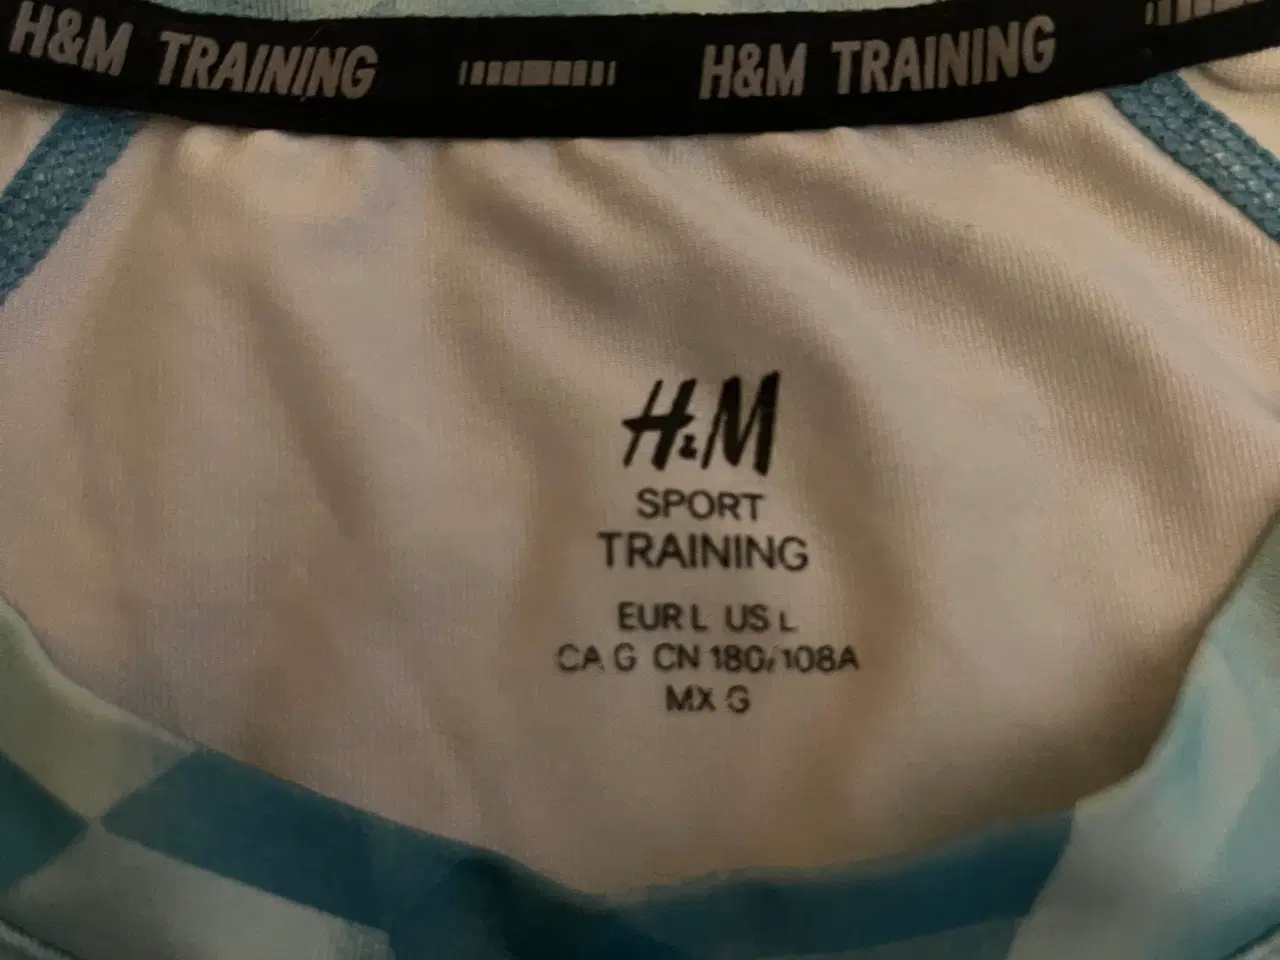 H&M TRAINING H&M TRAINING
H&M
SPORT
TRAINING
EUR L US L
CA G CN 180/108A
MX G